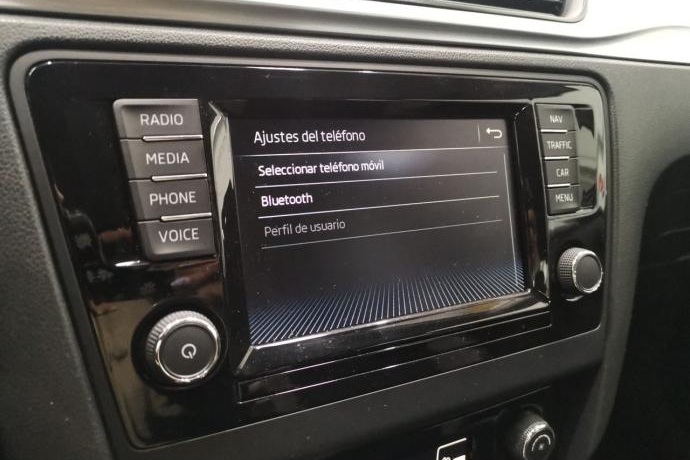 RADIO
MEDIA
PHONE
VOICE
Ajustes del teléfono
Seleccionar teléfono móvil
Bluetooth
Perfil de usuario
NAV
TRAFFIC
CAR
MENU